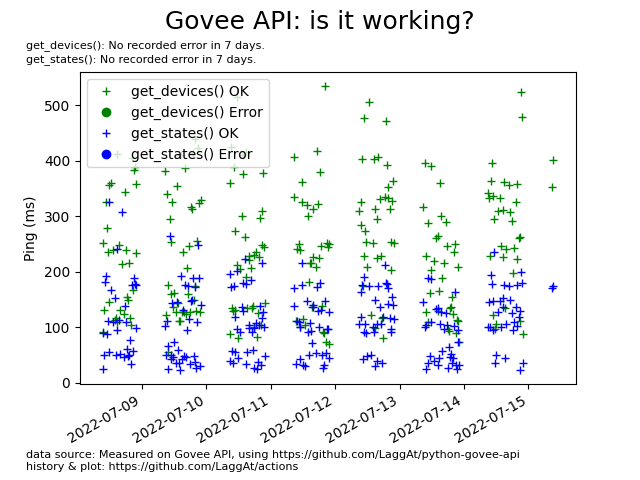 Govee API: is it working?
get_devices(): No recorded error in 7 days.
get_states(): No recorded error in 7 days.
get_devices() OK
get_devices() Error
get_states() OK
get_states() Error
Ping (ms)
500
400
300
200
100
0
2022-07-09
2022-07-10
2022-07-11
2022-07-12
2022-07-13
2022-07-14
2022-07-15
data source: Measured on Govee API, using https://github.com/LaggAt/python-govee-api
history & plot: https://github.com/LaggAt/actions